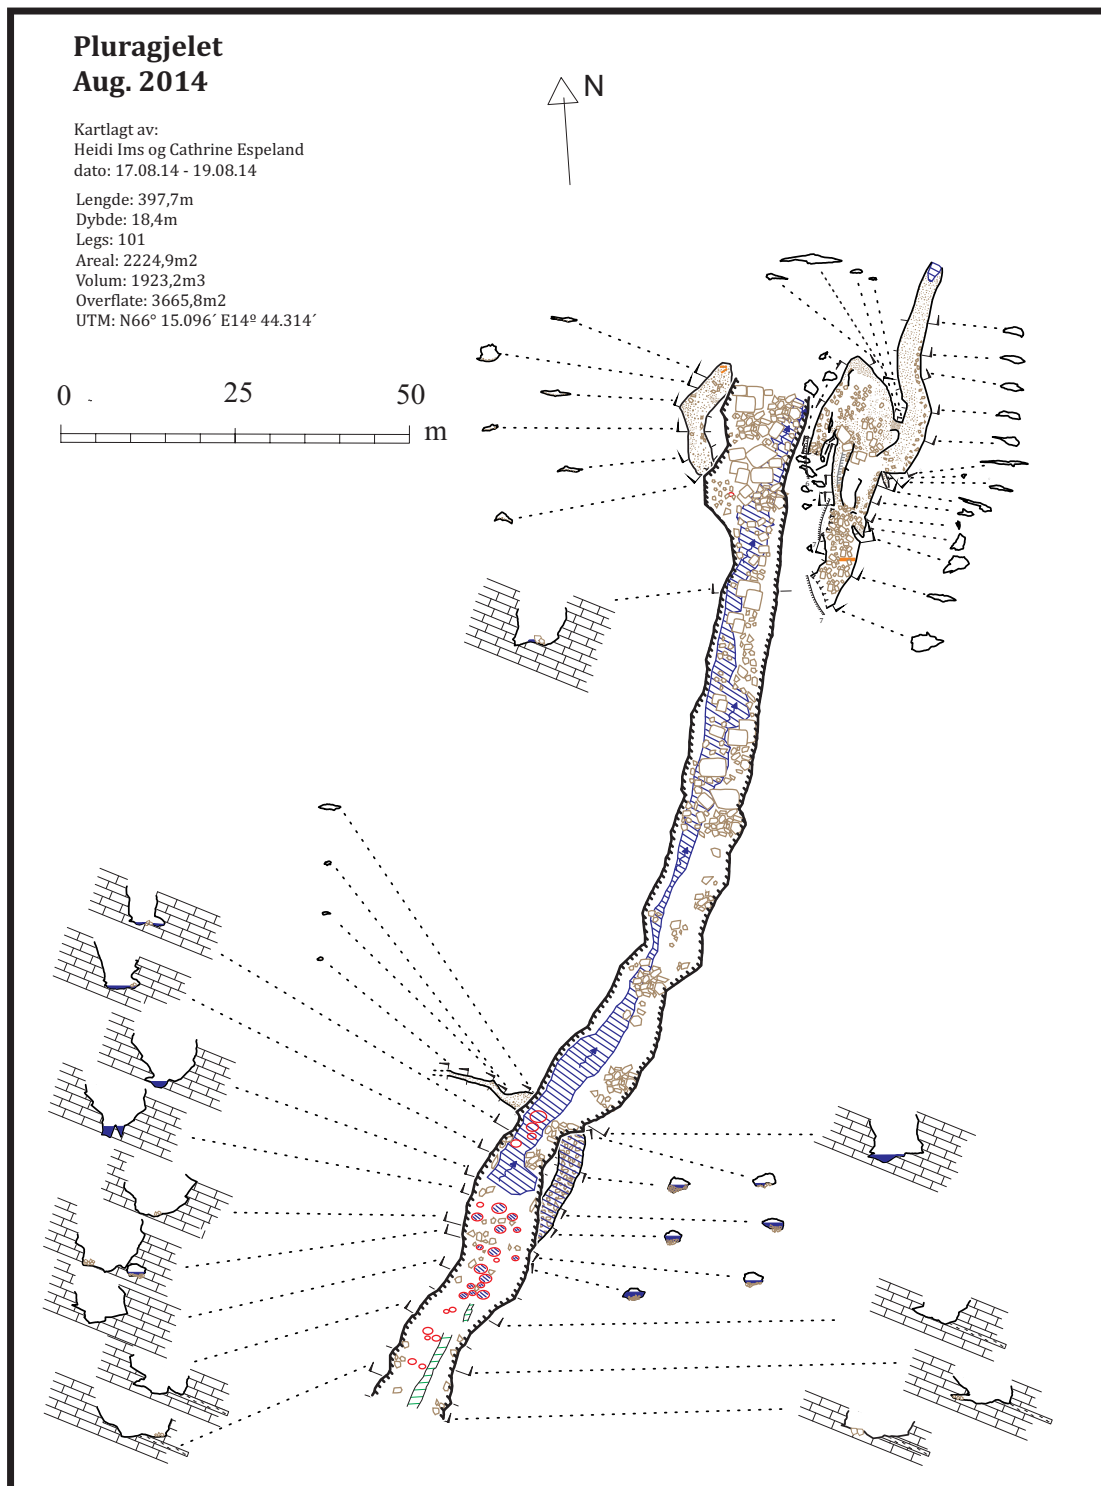 Pluragjelet
Aug. 2014
N
Kartlagt av:
Heidi Ims og Cathrine Espeland
dato: 17.08.14 - 19.08.14
Lengde: 397,7m
Dybde: 18,4m
Legs: 101
Areal: 2224,9m2
Volum: 1923,2m3
Overflate: 3665,8m2
UTM: N66° 15.096´ E14º 44.314´
0 25 50
m
7